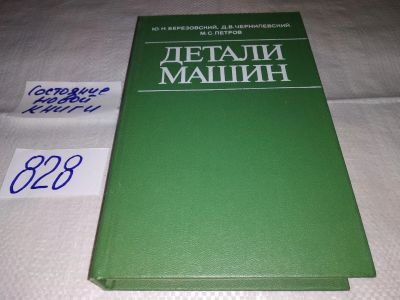 Ю. Н. БЕРЕЗОВСКИЙ, Д. В. ЧЕРНИЛЕВСКИЙ,
М. С. ПЕТРОВ
ДЕТАЛИ
МАШИН
Состояние
новой
книги
828